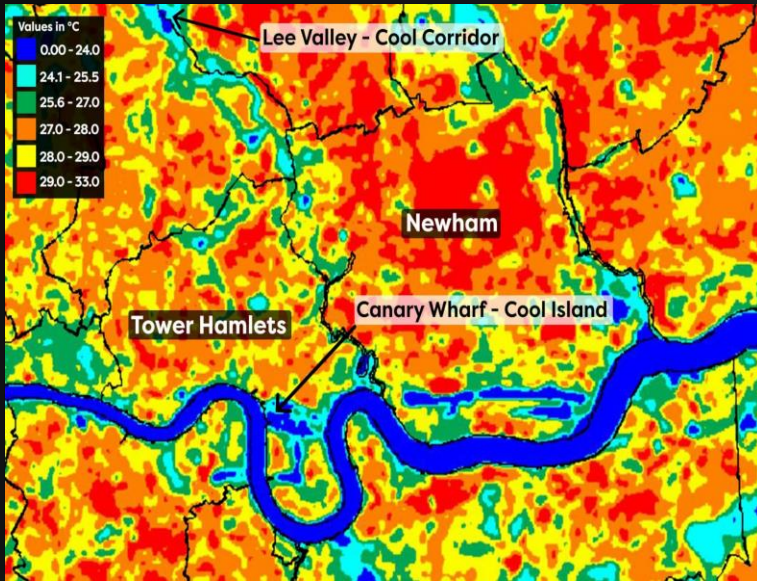 Values in °C
0.00 - 24.0
24.1 - 25.5
25.6 - 27.0
27.0 - 28.0
28.0 - 29.0
29.0 - 33.0
Lee Valley - Cool Corridor
Newham
Canary Wharf - Cool Island
Tower Hamlets